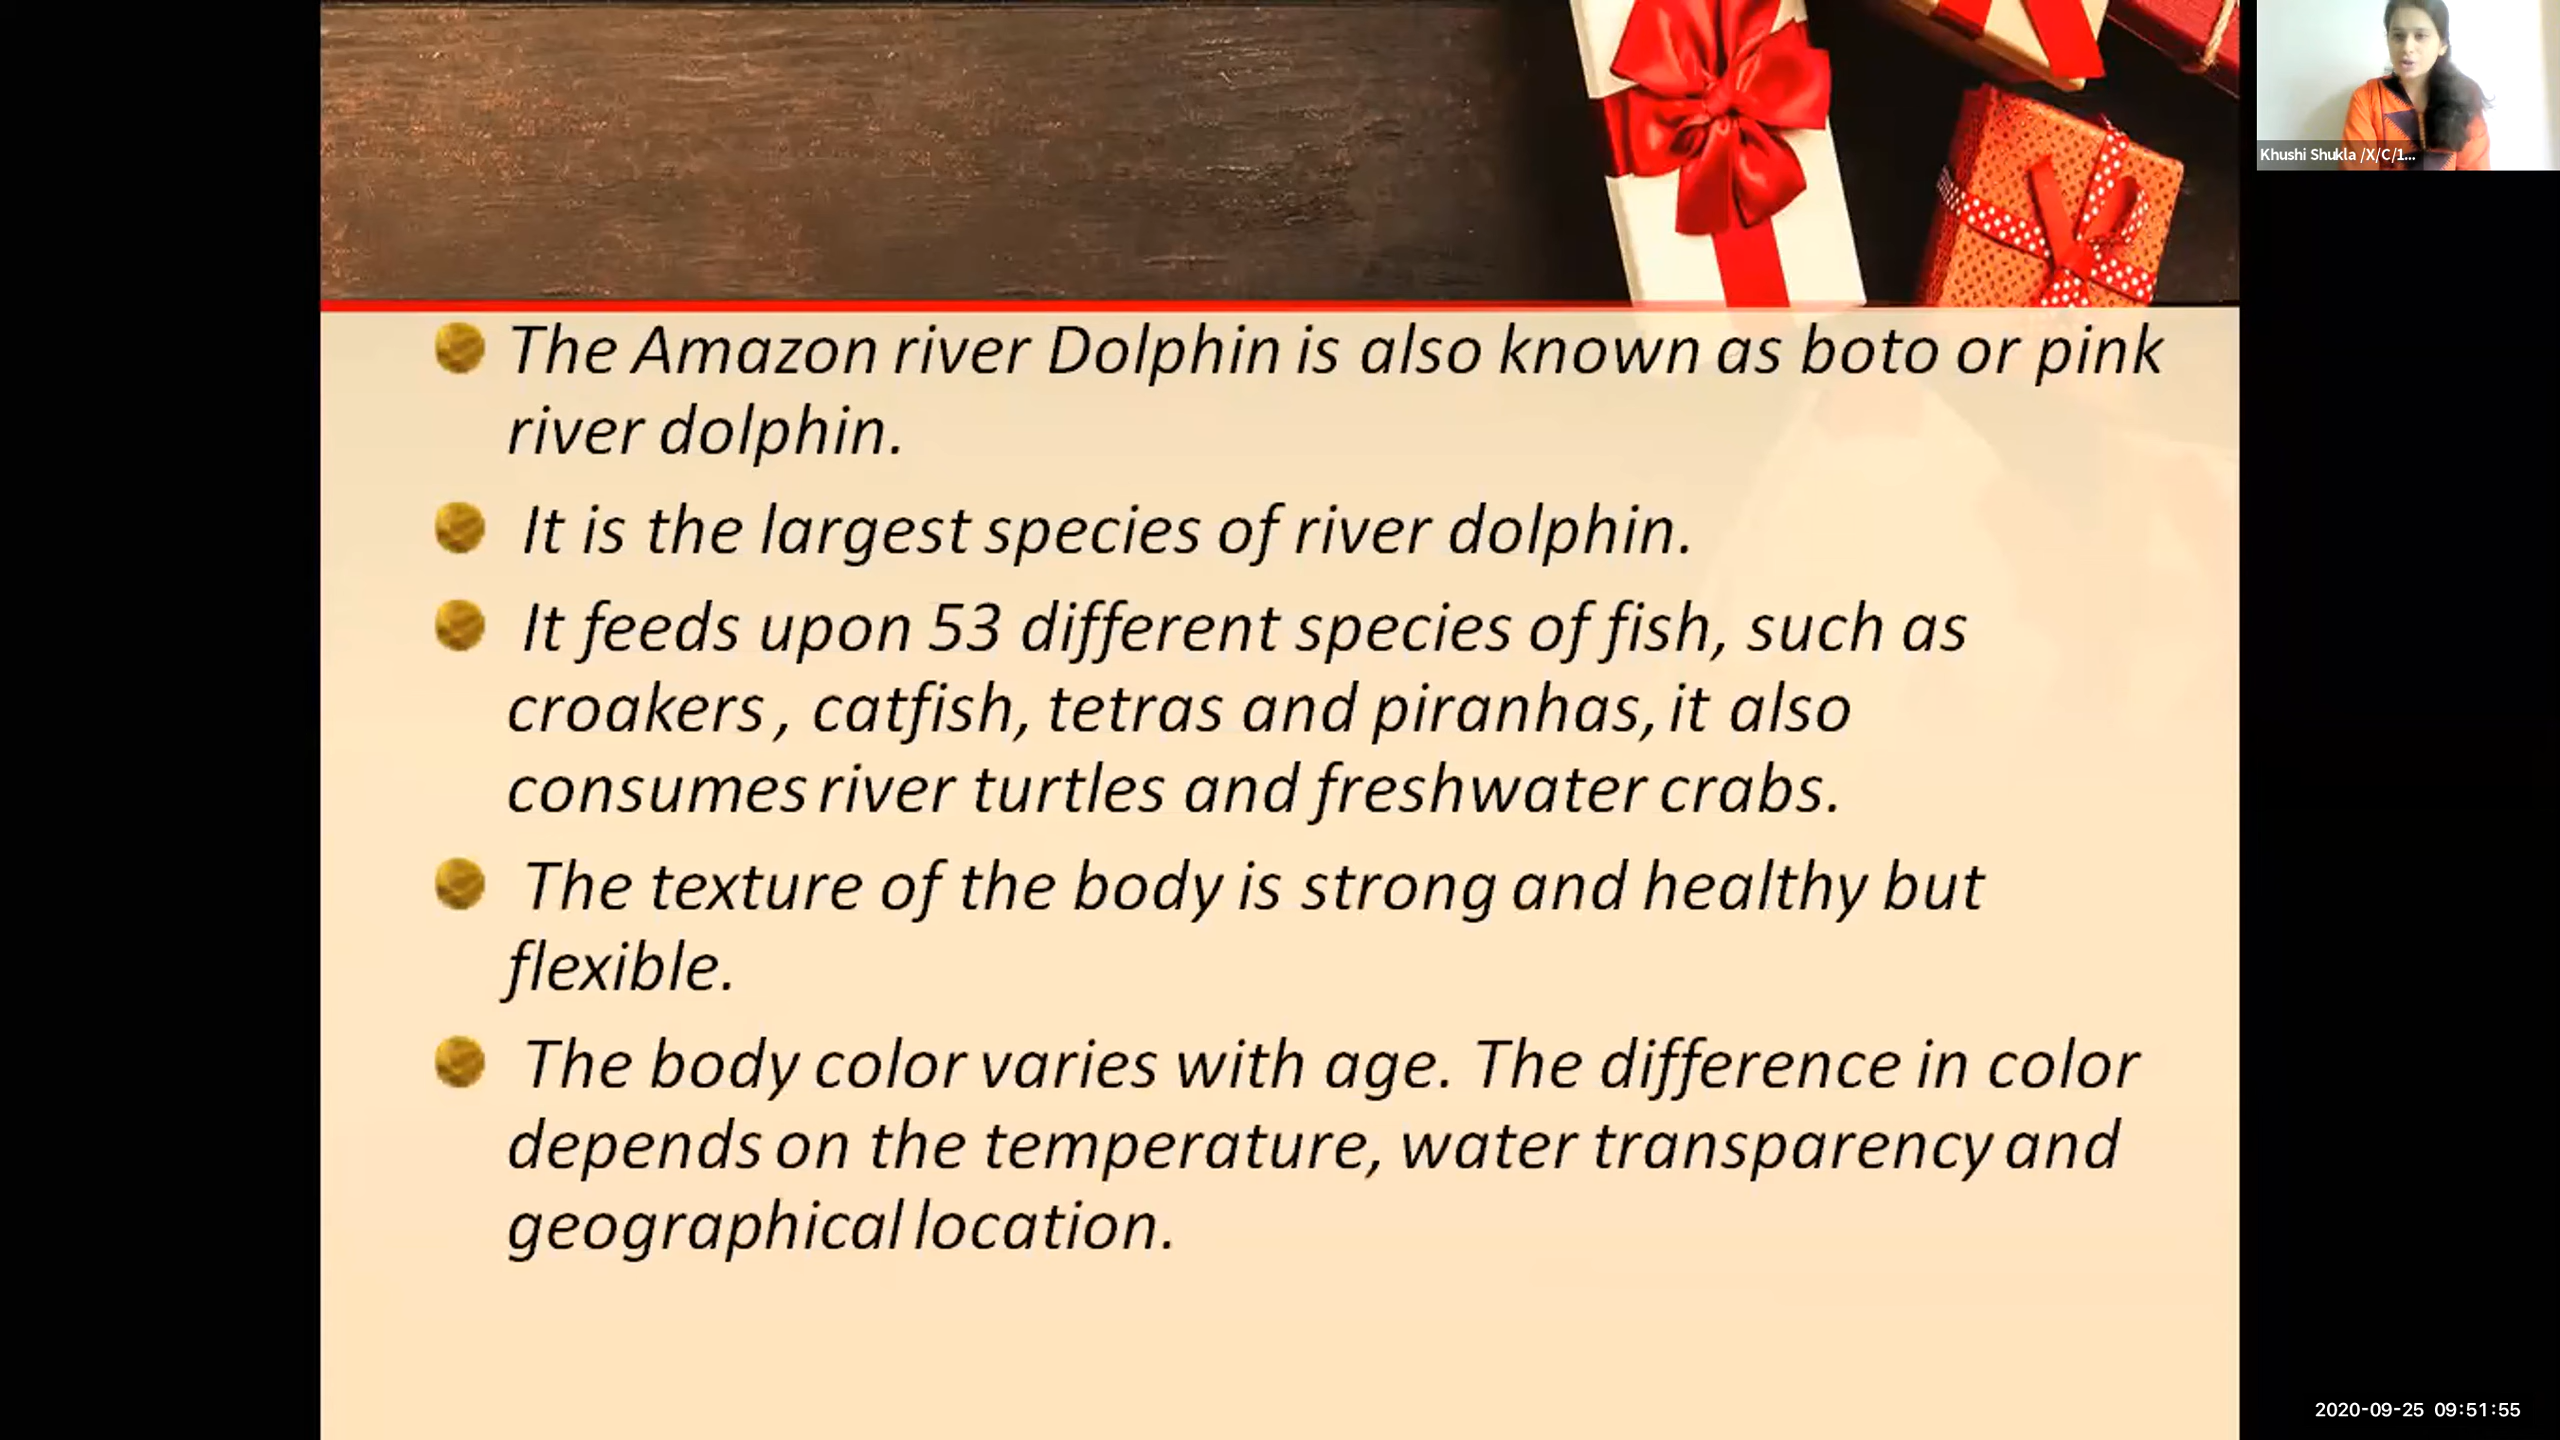 Khushi Shukla /X/C/1...
The Amazon river Dolphin is also known as boto or pink
river dolphin.
It is the largest species of river dolphin.
It feeds upon 53 different species of fish, such as
croakers , catfish, tetras and piranhas, it also
consumes river turtles and freshwater crabs.
The texture of the body is strong and healthy but
flexible.
The body color varies with age. The difference in color
depends on the temperature, water transparency and
geographical location.
2020-09-25 09:51:55